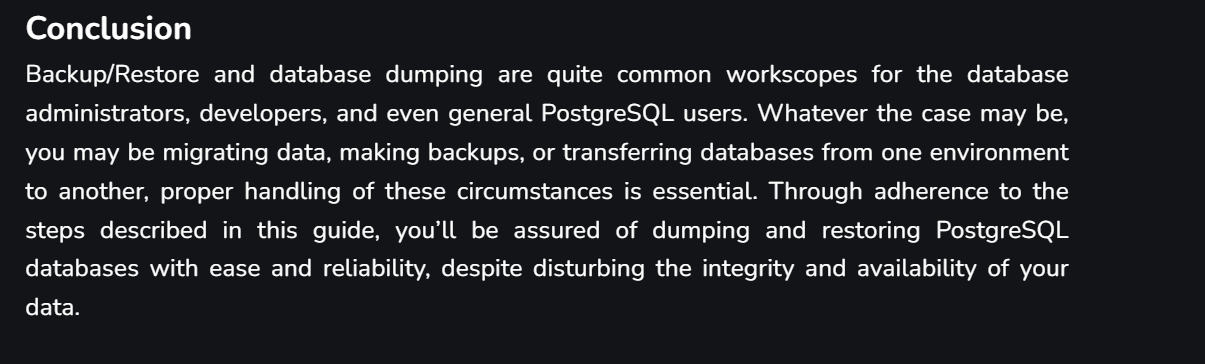 Conclusion
Backup/Restore and database dumping are quite common workscopes for the database
administrators, developers, and even general PostgreSQL users. Whatever the case may be,
you may be migrating data, making backups, or transferring databases from one environment
to another, proper handling of these circumstances is essential. Through adherence to the
steps described in this guide, you’ll be assured of dumping and restoring PostgreSQL
databases with ease and reliability, despite disturbing the integrity and availability of your
data.